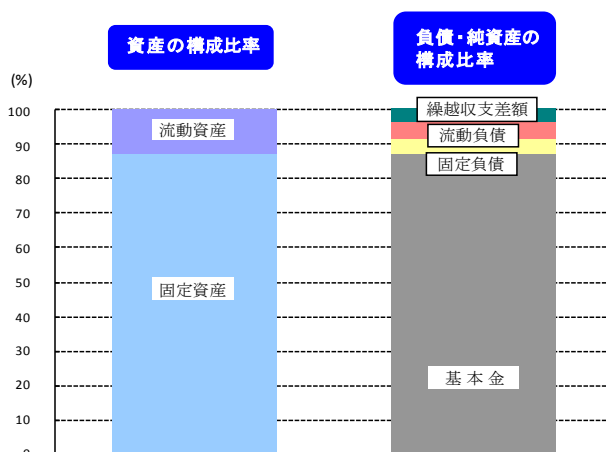 資産の構成比率
負債・純資産の
構成比率
(%)
100
90
80
70
60
50
40
30
20
10
0
流動資産
固定資産
繰越収支差額
流動負債
固定負債
基本金